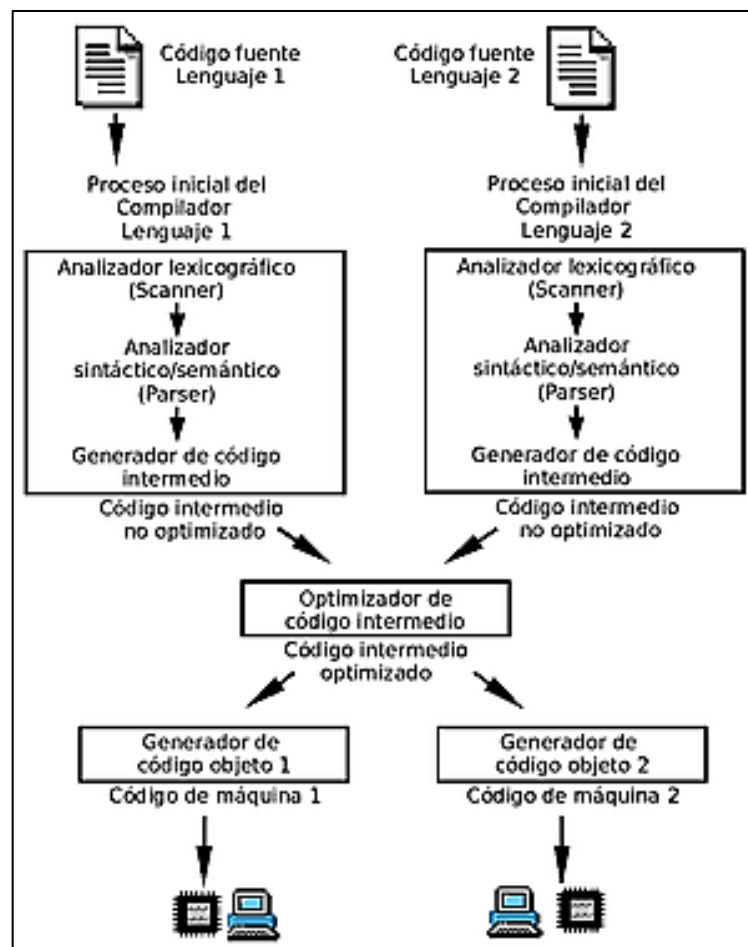 Código fuente
Lenguaje 1
Código fuente
Lenguaje 2
Proceso inicial del
Compilador
Lenguaje 1
Proceso inicial del
Compilador
Lenguaje 2
Analizador lexicográfico
(Scanner)
Analizador
sintáctico/semántico
(Parser)
Generador de código
intermedio
Analizador lexicográfico
(Scanner)
Analizador
sintáctico/semántico
(Parser)
Generador de código
intermedio
Código intermedio
no optimizado
Código intermedio
no optimizado
Optimizador de
código intermedio
Código intermedio
optimizado
Generador de
código objeto 1
Generador de
código objeto 2
Código de máquina 1
Código de máquina 2